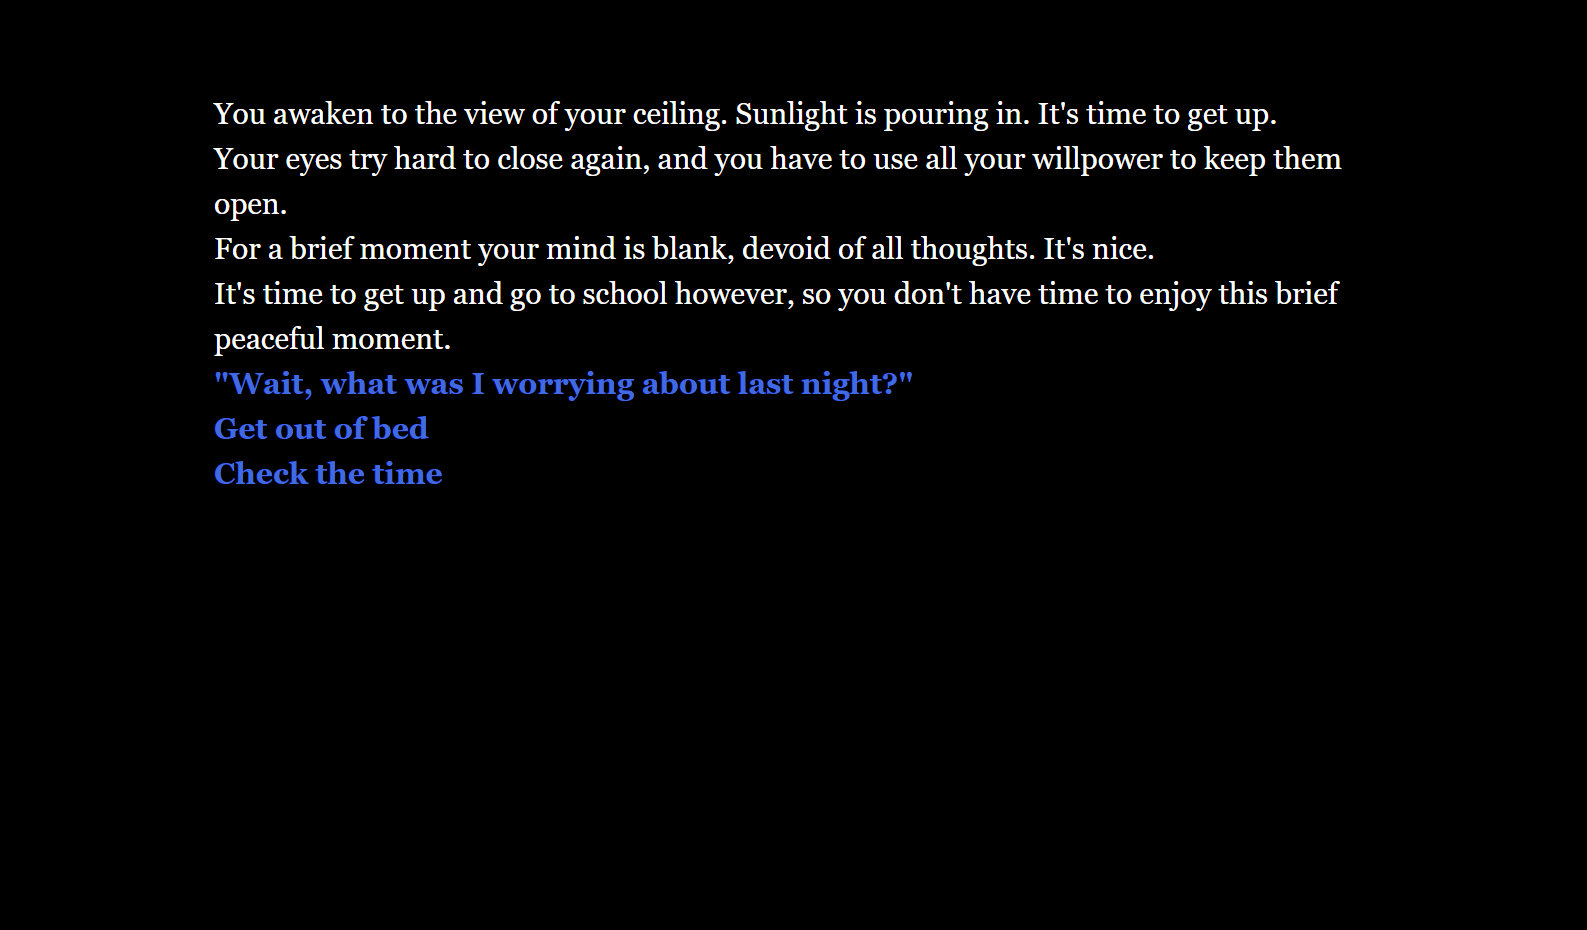 You awaken to the view of your ceiling. Sunlight is pouring in. It's time to get up.
Your eyes try hard to close again, and you have to use all your willpower to keep them
open.
For a brief moment your mind is blank, devoid of all thoughts. It's nice.
It's time to get up and go to school however, so you don't have time to enjoy this brief
peaceful moment.
"Wait, what was I worrying about last night?"
Get out of bed
Check the time